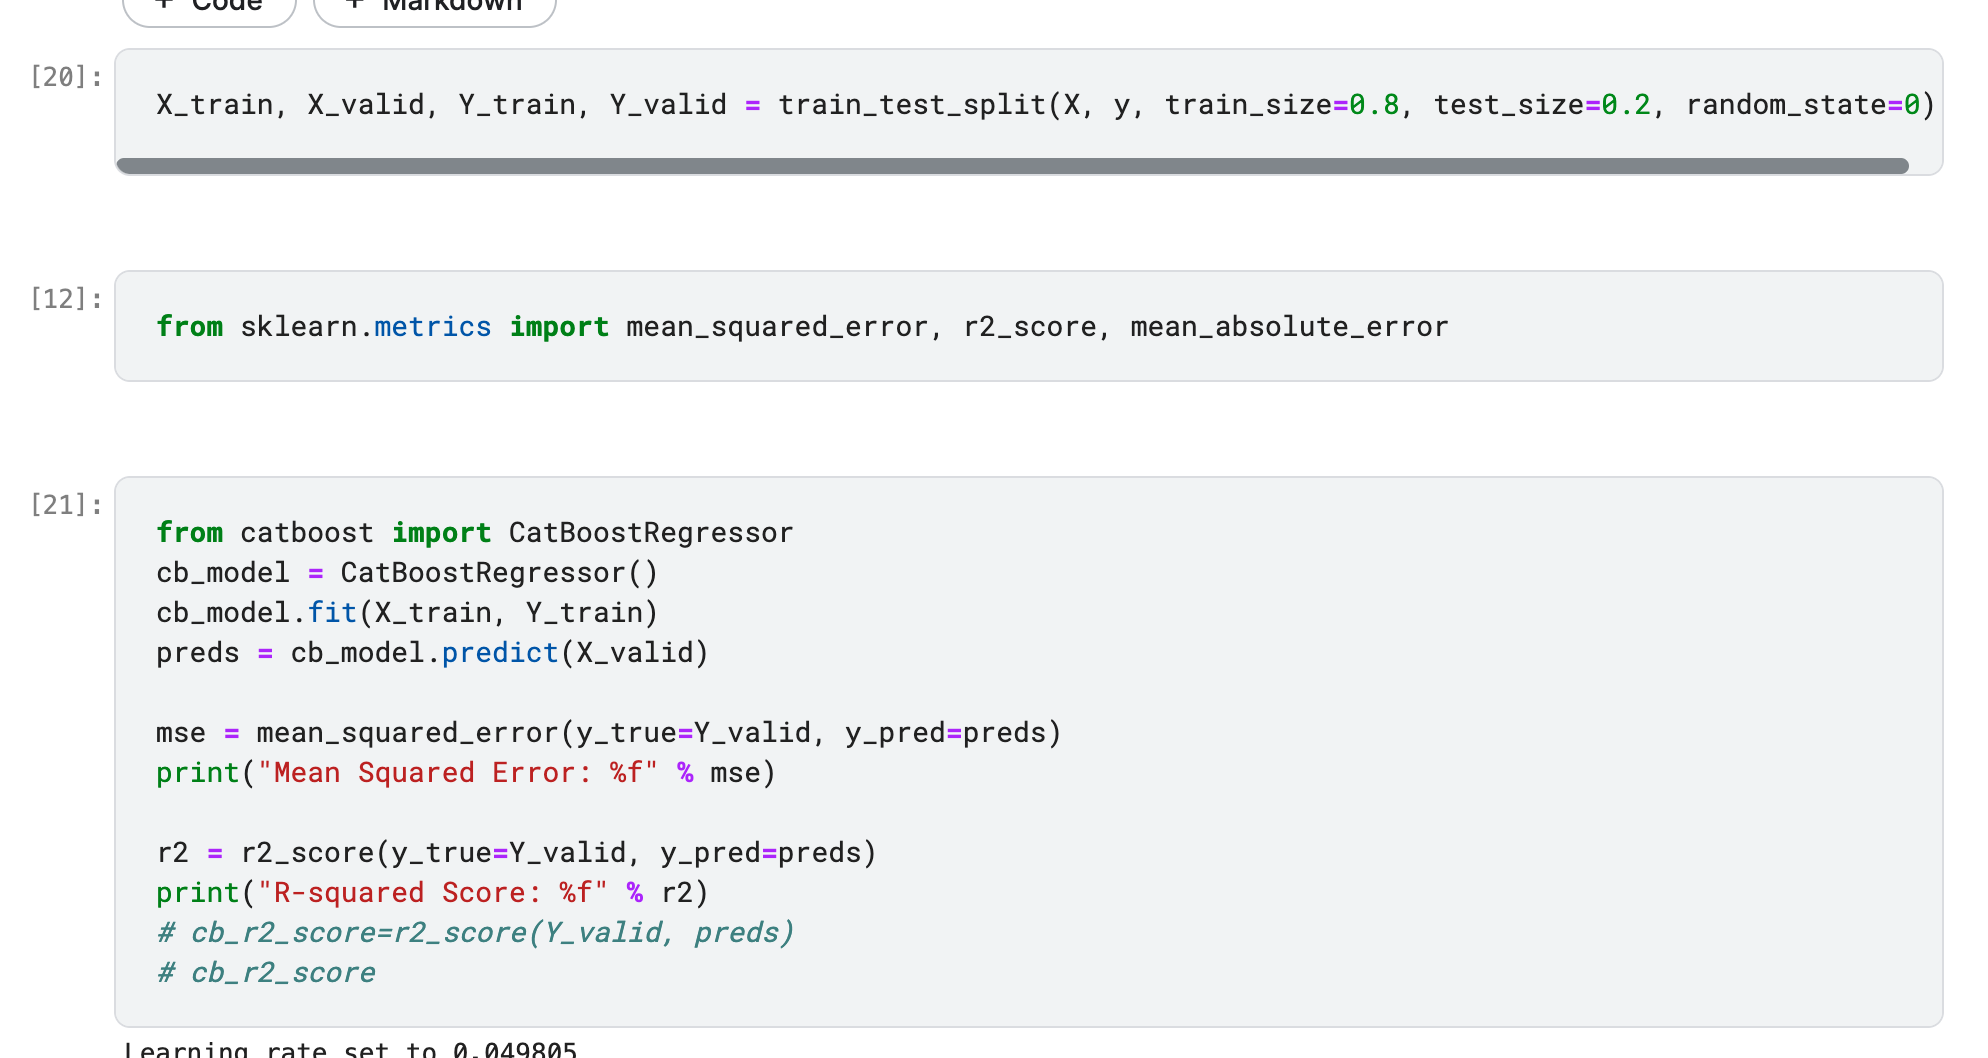 + Code + Markdown
[20]:
X_train, X_valid, Y_train, Y_valid = train_test_split(X, y, train_size=0.8, test_size=0.2, random_state=0)
[12]:
from sklearn.metrics import mean_squared_error, r2_score, mean_absolute_error
[21]:
from catboost import CatBoostRegressor
cb_model = CatBoostRegressor()
cb_model.fit(X_train, Y_train)
preds = cb_model.predict(X_valid)
mse = mean_squared_error(y_true=Y_valid, y_pred=preds)
print("Mean Squared Error: %f" % mse)
r2 = r2_score(y_true=Y_valid, y_pred=preds)
print("R-squared Score: %f" % r2)
# cb_r2_score=r2_score(Y_valid, preds)
# cb_r2_score
Learning rate set to 0.049805